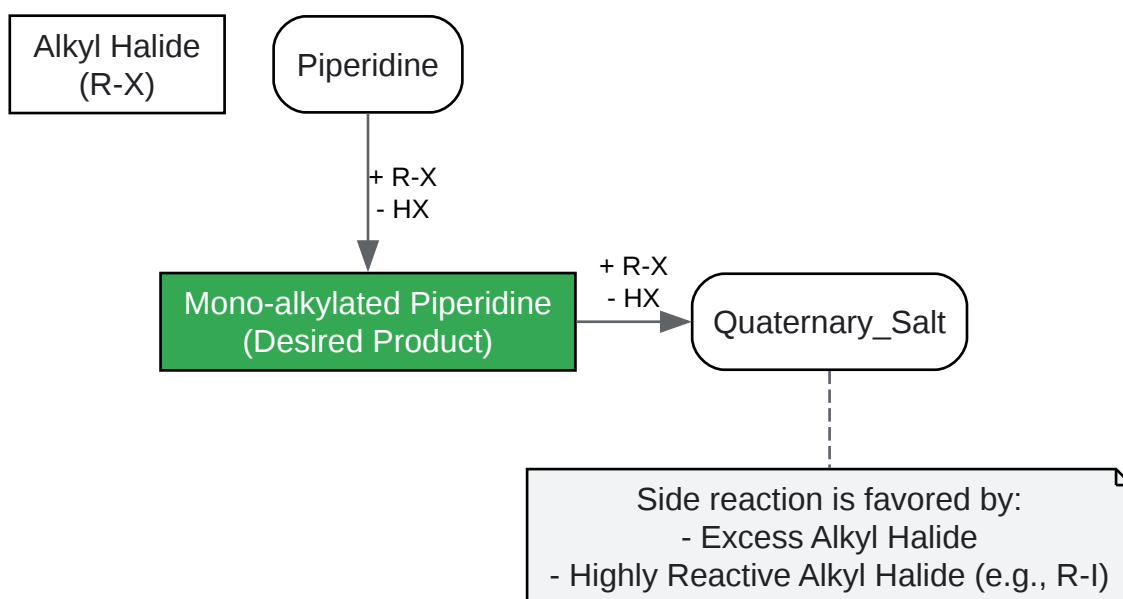 Alkyl Halide
(R-X)
Piperidine
+ R-X
- HX
Mono-alkylated Piperidine
(Desired Product)
+ R-X
- HX
Quaternary_Salt
Side reaction is favored by:
- Excess Alkyl Halide
- Highly Reactive Alkyl Halide (e.g., R-I)